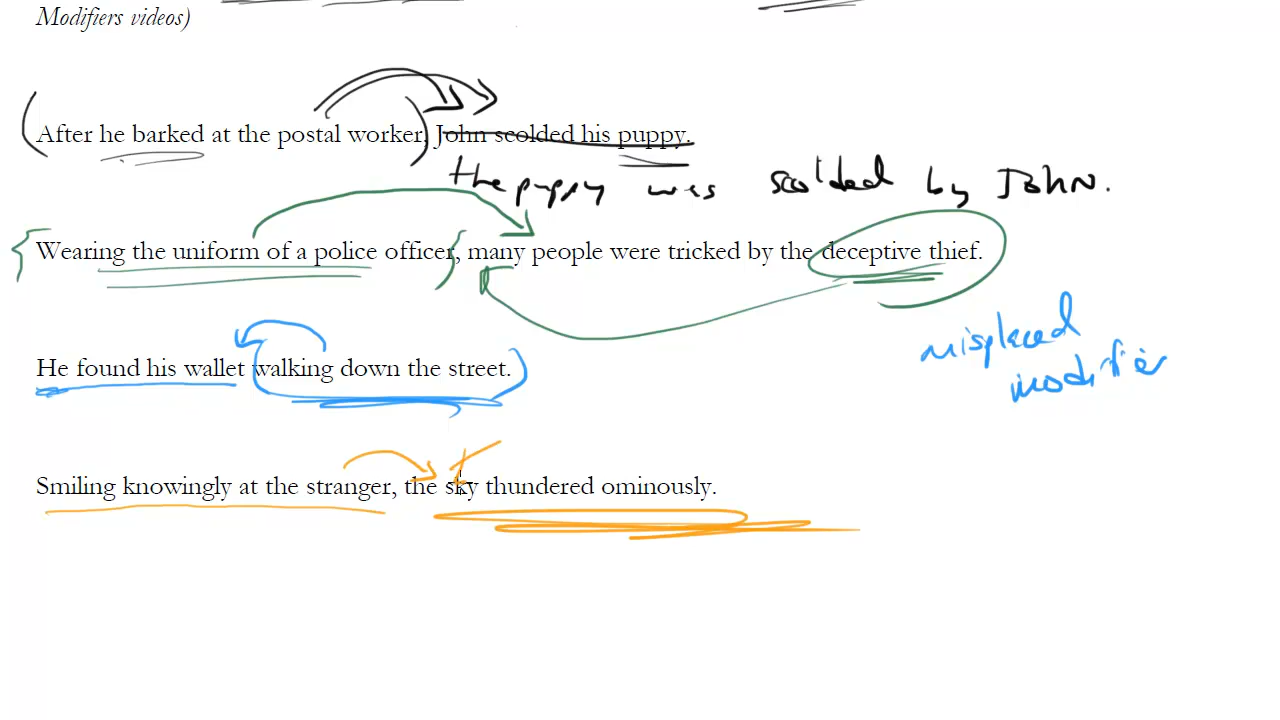 Modifiers videos)
After he barked at the postal worker, John scolded his puppy.
the puppy was scolded by John.
Wearing the uniform of a police officer, many people were tricked by the deceptive thief.
misplaced
modifier
He found his wallet walking down the street.
Smiling knowingly at the stranger, the sky thundered ominously.